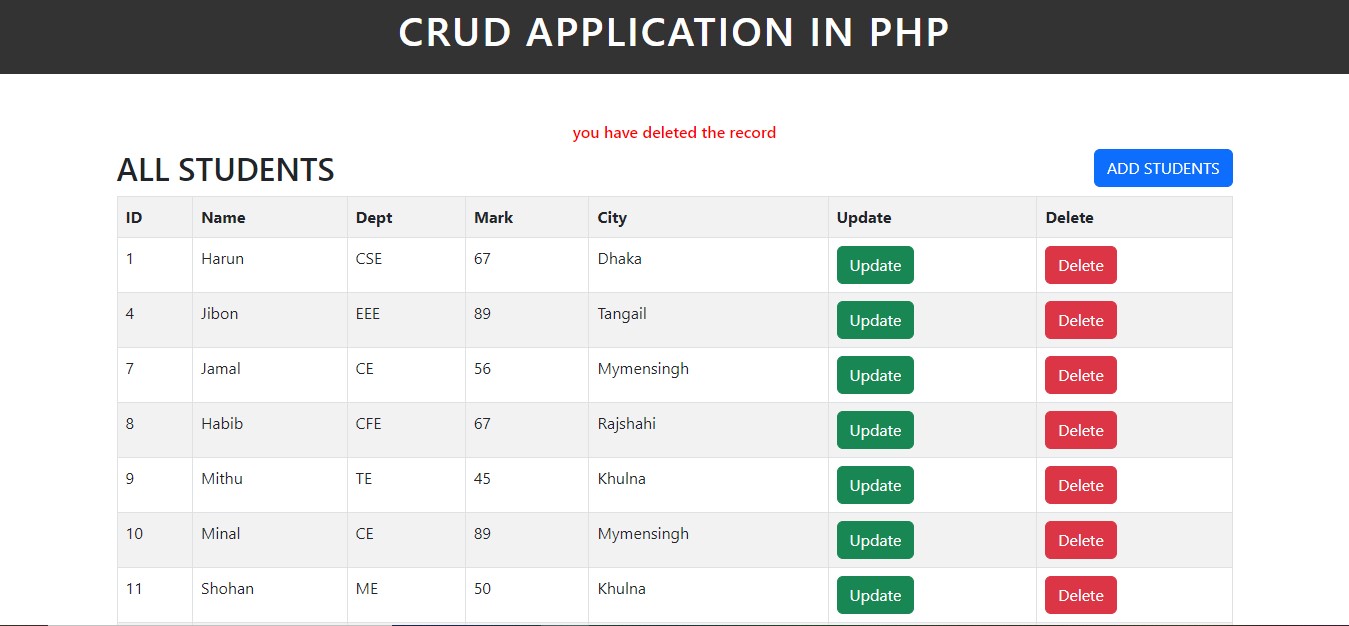 CRUD APPLICATION IN PHP
you have deleted the record
ALL STUDENTS ADD STUDENTS
ID Name Dept Mark City Update Delete
1 Harun CSE 67 Dhaka Update Delete
4 Jibon EEE 89 Tangail Update Delete
7 Jamal CE 56 Mymensingh Update Delete
8 Habib CFE 67 Rajshahi Update Delete
9 Mithu TE 45 Khulna Update Delete
10 Minal CE 89 Mymensingh Update Delete
11 Shohan ME 50 Khulna Update Delete